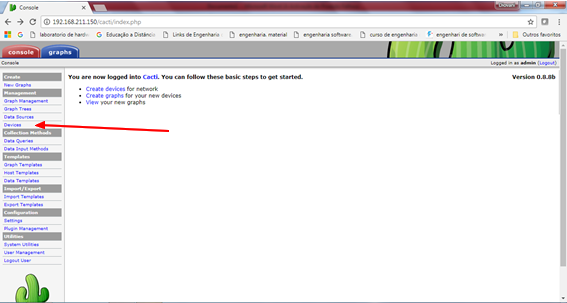 Console
192.168.211.150/cacti/index.php
laboratorio de hardw
Educação a Distânc
Links de Engenharia
engenharia, material
engenharia software
curso de engenharia
engenhari de softwar
»
Outros favoritos
console
graphs
Console
Logged in as admin (Logout)
Create
New Graphs
Management
Graph Management
Graph Trees
Data Sources
Devices
Collection Methods
Data Queries
Data Input Methods
Templates
Graph Templates
Host Templates
Data Templates
Import/Export
Import Templates
Export Templates
Configuration
Settings
Plugin Management
Utilities
System Utilities
User Management
Logout User
You are now logged into Cacti. You can follow these basic steps to get started.
Version 0.8.8b
• Create devices for network
• Create graphs for your new devices
• View your new graphs